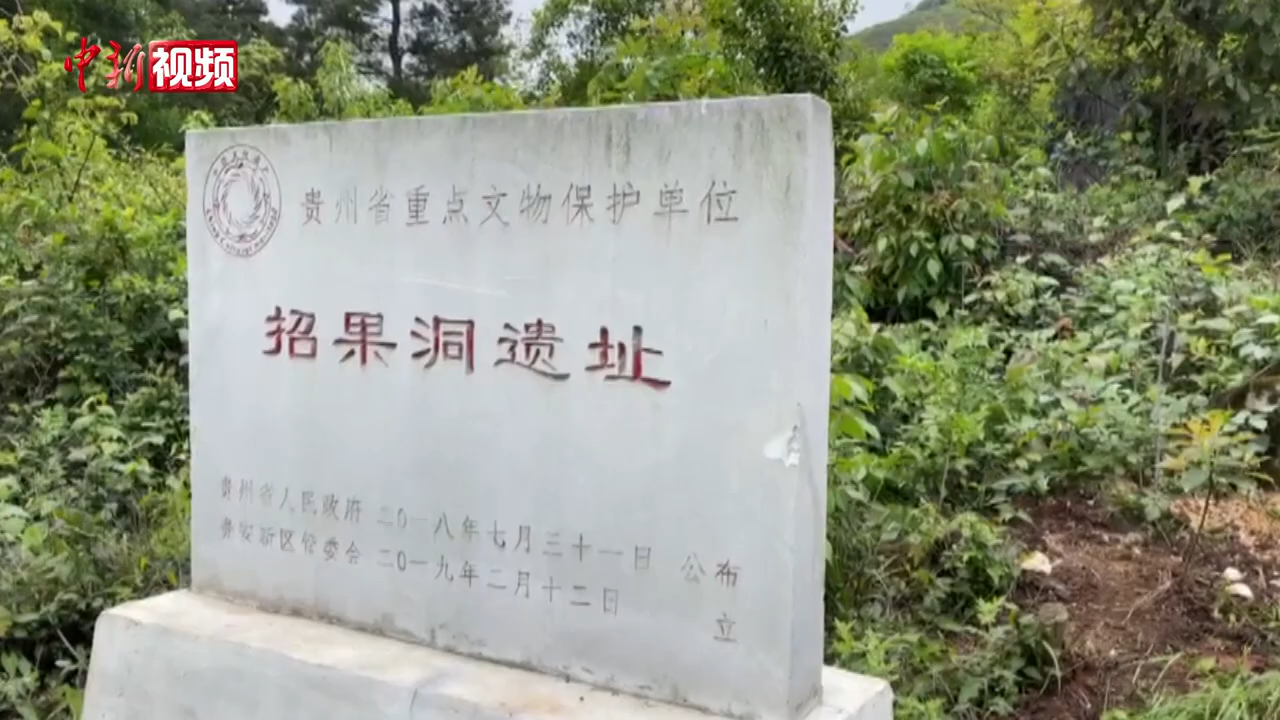 中新视频
贵州省重点文物保护单位
招果洞遗址
贵州省人民政府 二0一八年七月三十一日 公布
贵安新区管委会 二0一九年二月十二日 立